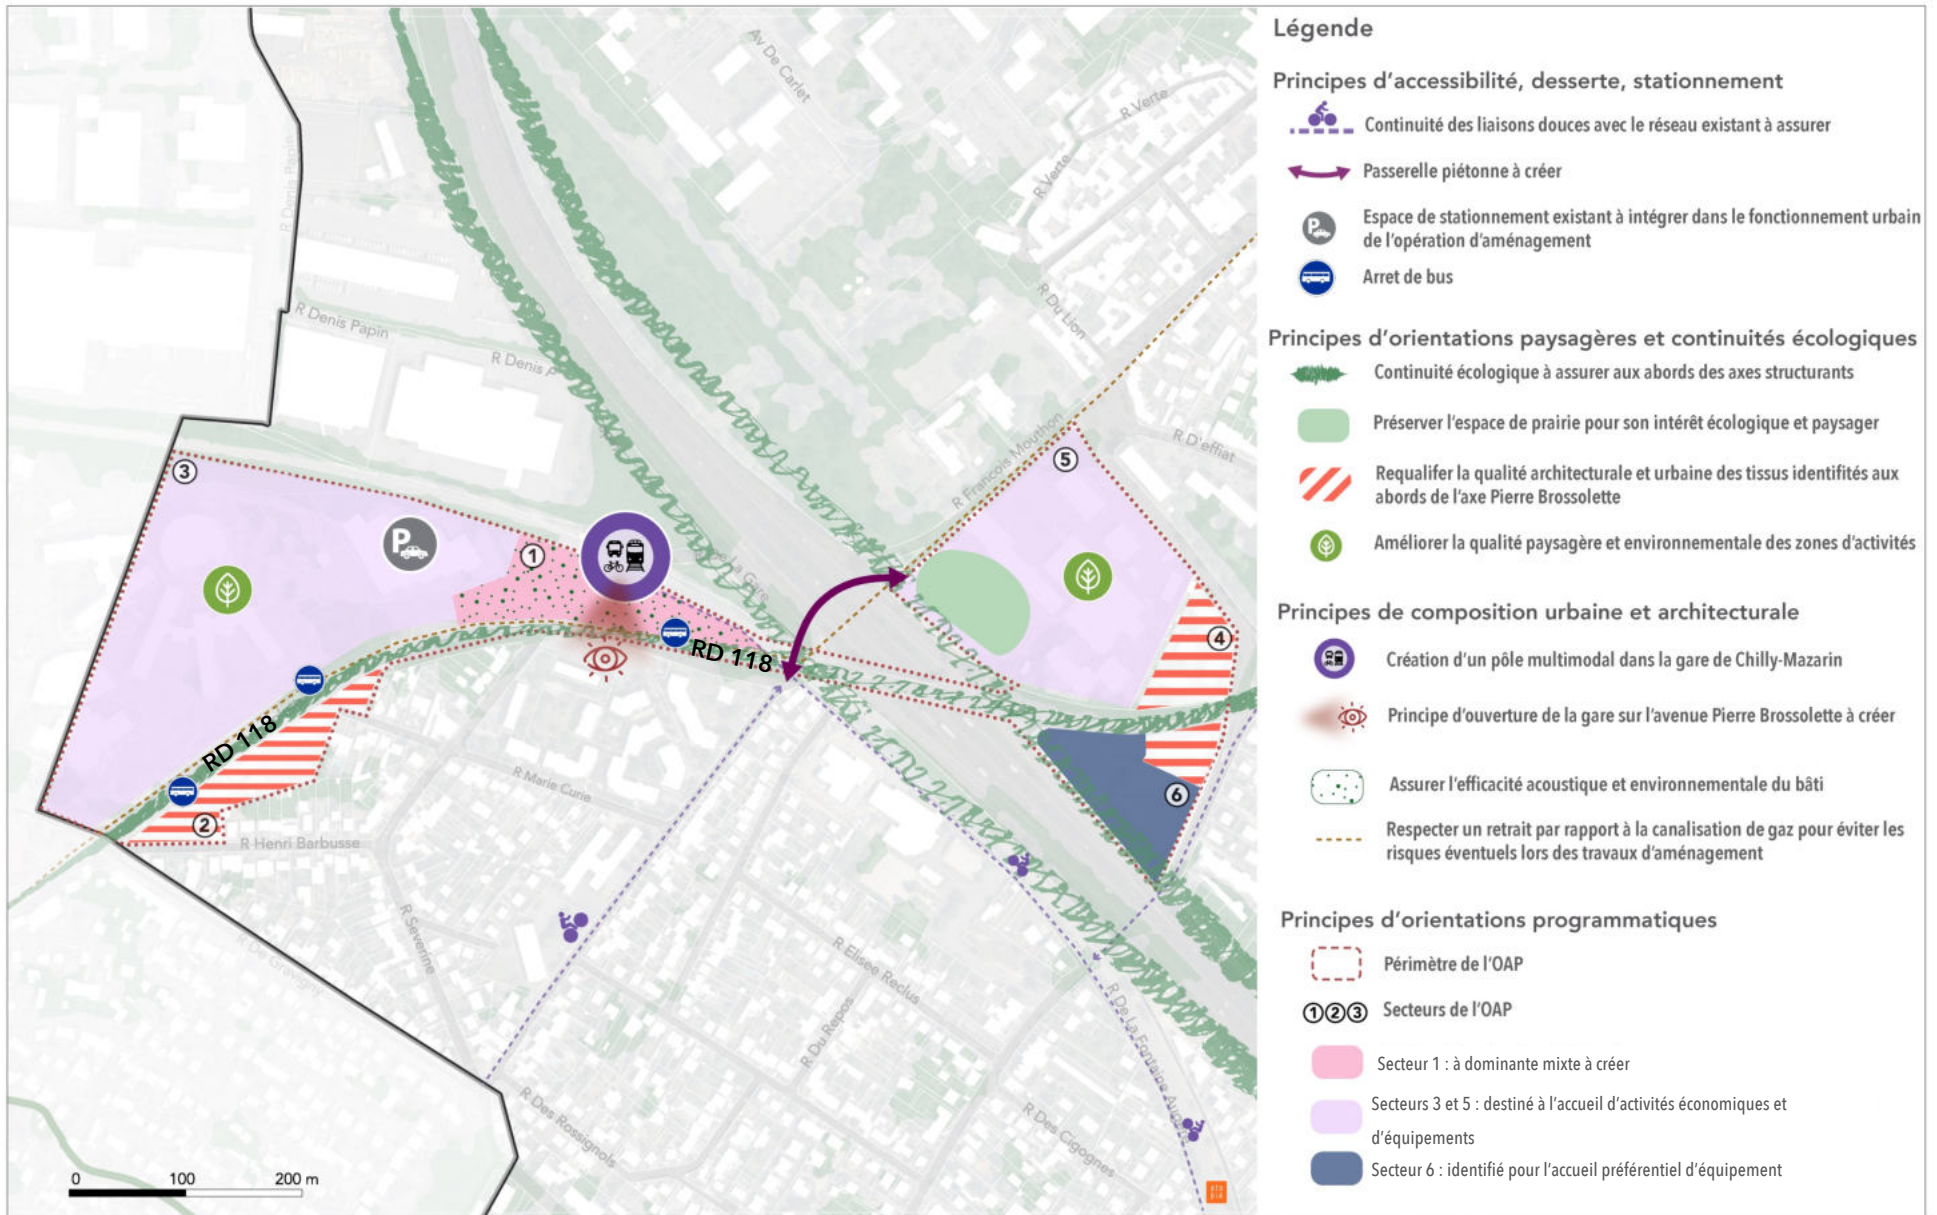 Av De Carlet
R Verte
R Verte
R Denis Papin
R Du Lion
R Denis Papin
R Denis P
R François Mouthon
R D'effiat
3
5
P
1
De La Gare
4
RD 118
RD 118
6
2
R Marie Curie
R Henri Barbusse
R Severine
R De Gravigny
R Elisee Reclus
R Du Repos
R De La Fontaine
R Des Rossignols
R Des Cigognes
0 100 200 m
Légende
Principes d'accessibilité, desserte, stationnement
Continuité des liaisons douces avec le réseau existant à assurer
Passerelle piétonne à créer
P
Espace de stationnement existant à intégrer dans le fonctionnement urbain
de l'opération d'aménagement
Arret de bus
Principes d'orientations paysagères et continuités écologiques
Continuité écologique à assurer aux abords des axes structurants
Préserver l'espace de prairie pour son intérêt écologique et paysager
Requalifer la qualité architecturale et urbaine des tissus identifités aux
abords de l'axe Pierre Brossolette
Améliorer la qualité paysagère et environnementale des zones d'activités
Principes de composition urbaine et architecturale
Création d'un pôle multimodal dans la gare de Chilly-Mazarin
Principe d'ouverture de la gare sur l'avenue Pierre Brossolette à créer
Assurer l'efficacité acoustique et environnementale du bâti
Respecter un retrait par rapport à la canalisation de gaz pour éviter les
risques éventuels lors des travaux d'aménagement
Principes d'orientations programmatiques
Périmètre de l'OAP
①②③ Secteurs de l'OAP
Secteur 1 : à dominante mixte à créer
Secteurs 3 et 5 : destiné à l'accueil d'activités économiques et
d'équipements
Secteur 6 : identifié pour l'accueil préférentiel d'équipement